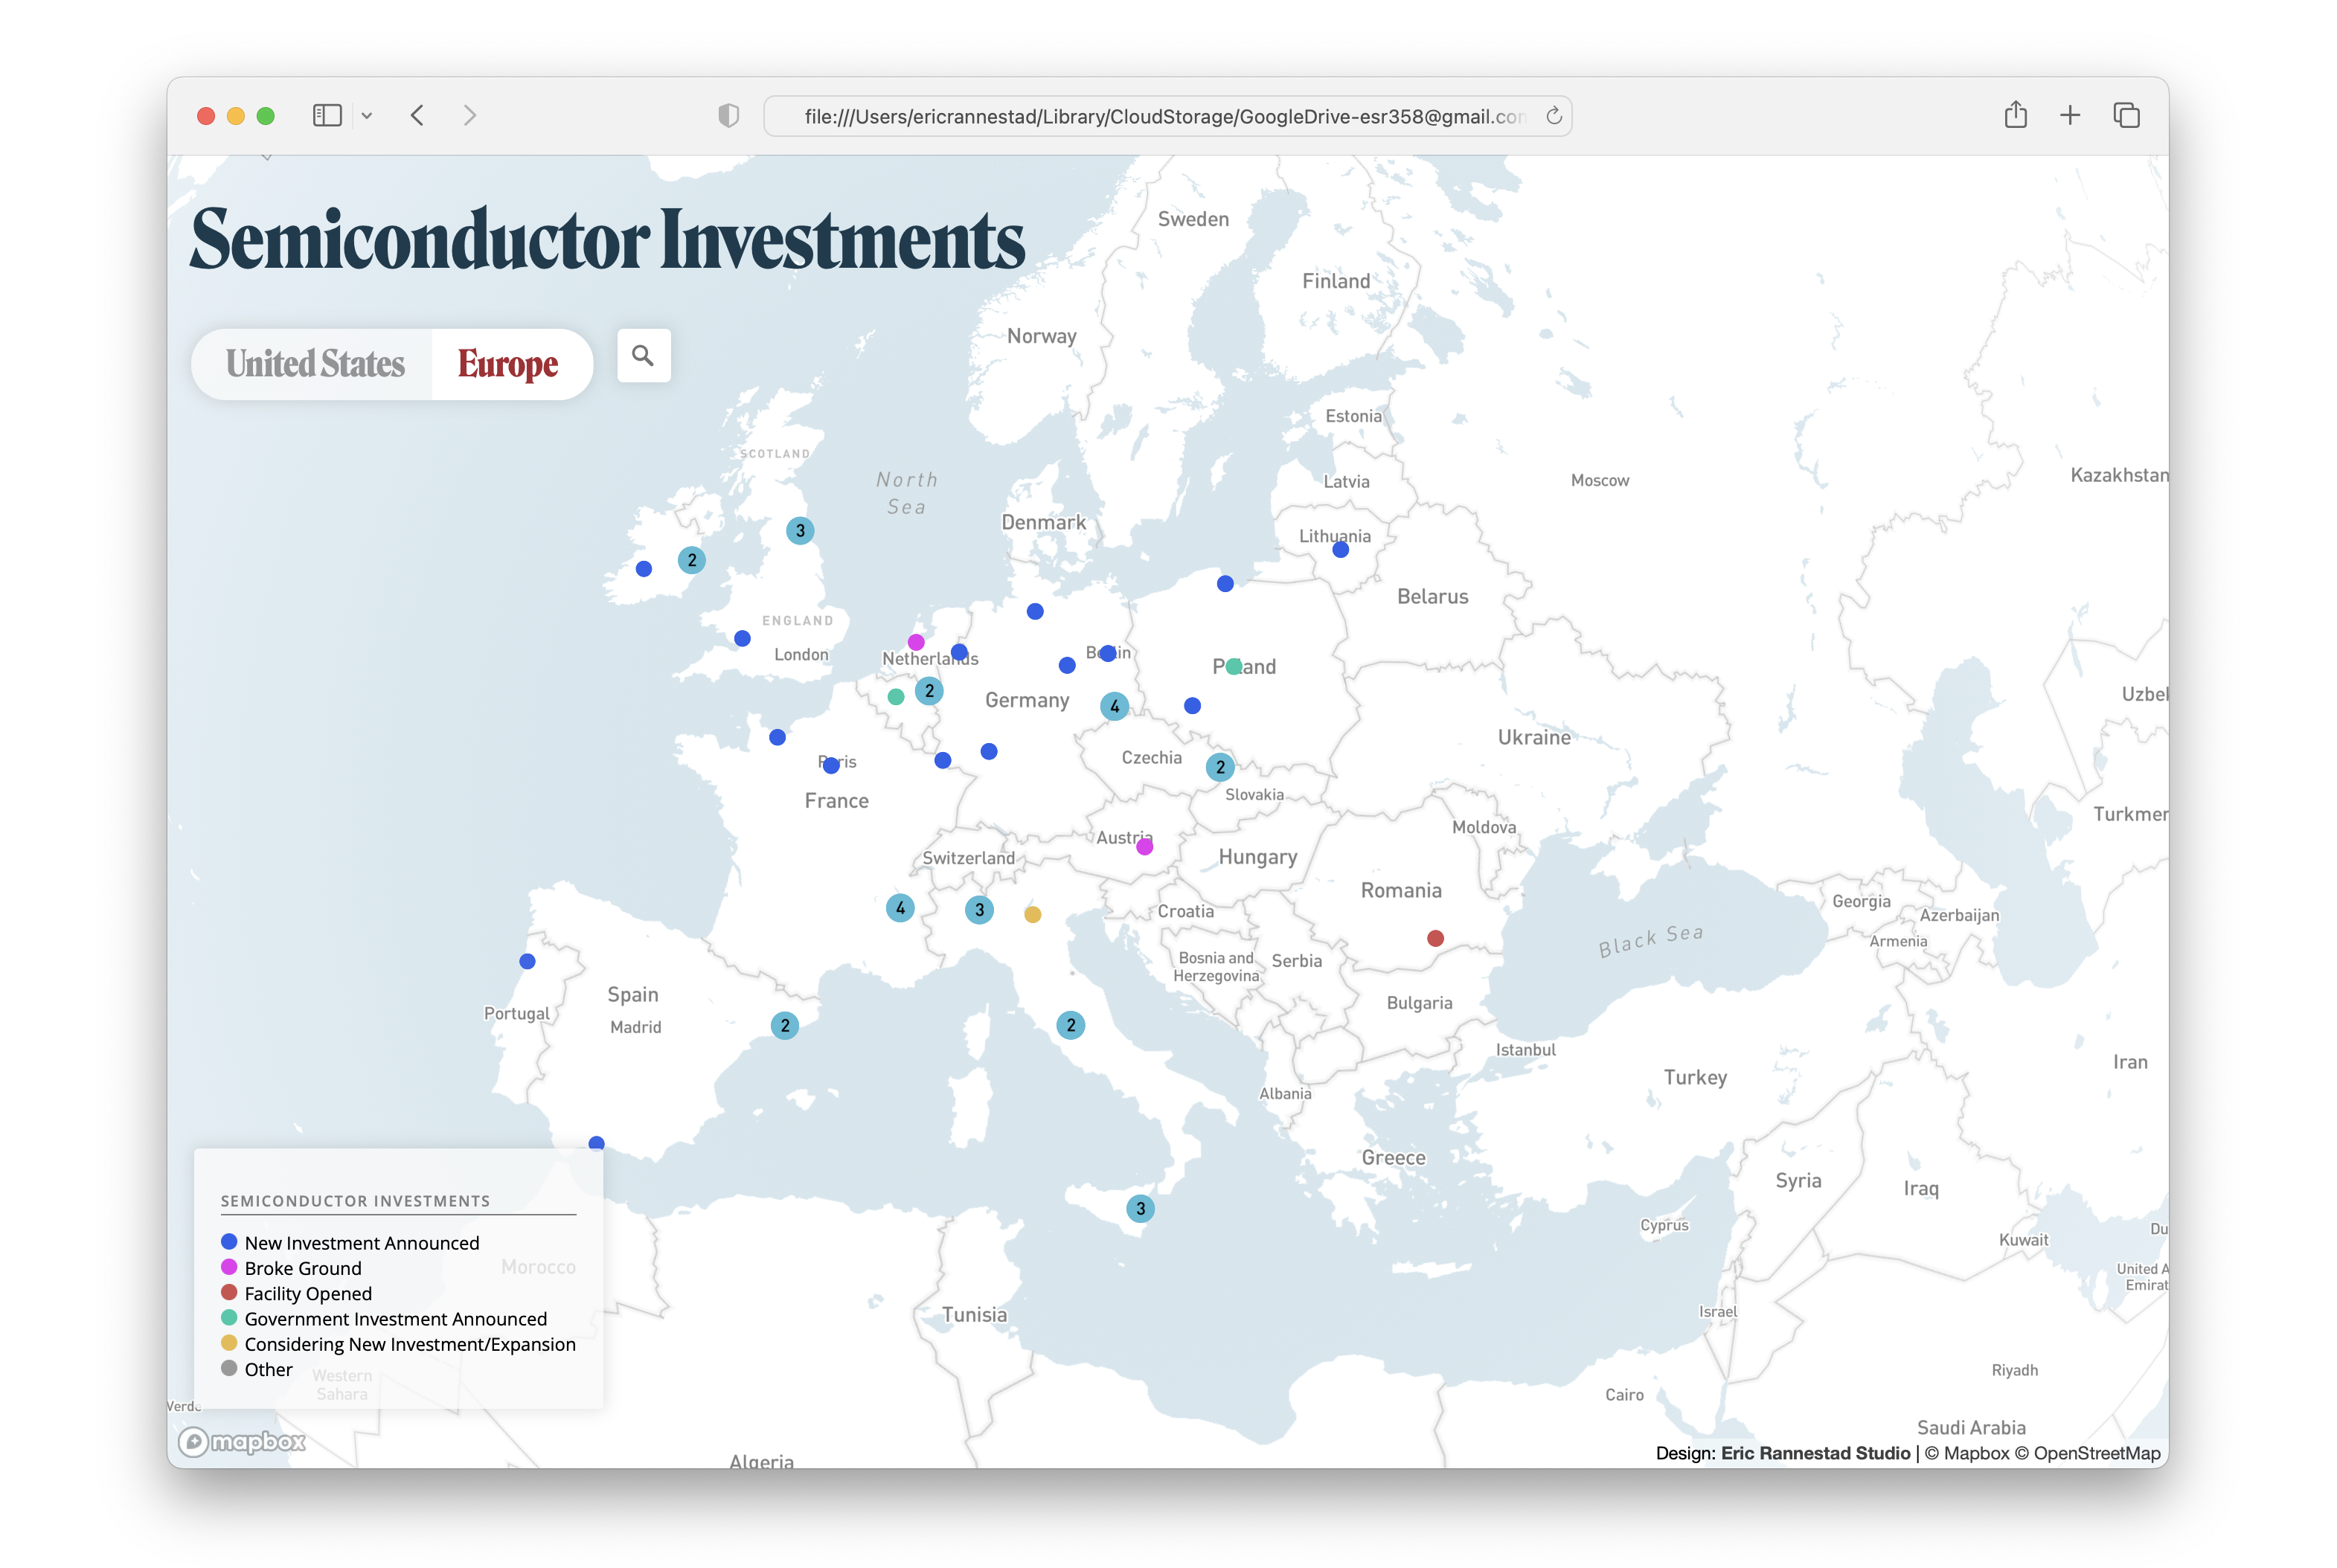 file:///Users/ericrannestad/Library/CloudStorage/GoogleDrive-esr358@gmail.com
Semiconductor Investments
United States
Europe
Sweden
Finland
Norway
Estonia
SCOTLAND
Latvia
Moscow
Kazakhstan
North
Sea
Denmark
Lithuania
3
2
Belarus
ENGLAND
London
Netherlands
Berlin
Poland
Germany
2
4
Uzbek
Ukraine
Paris
Czechia
2
France
Slovakia
Moldova
Turkmer
Austria
Switzerland
Hungary
Romania
4
3
Croatia
Georgia
Azerbaijan
Armenia
Black Sea
Bosnia and
Herzegovina
Serbia
Spain
Portugal
Madrid
Bulgaria
2
2
Istanbul
Iran
Turkey
Albania
Greece
Syria
Iraq
3
Cyprus
Kuwait
Du
United A
Emirat
Israel
Tunisia
SEMICONDUCTOR INVESTMENTS
New Investment Announced
Broke Ground
Morocco
Facility Opened
Government Investment Announced
Considering New Investment/Expansion
Other
Western
Sahara
Riyadh
Cairo
Verde
Saudi Arabia
mapbox
Algeria
Design: Eric Rannestad Studio | © Mapbox © OpenStreetMap